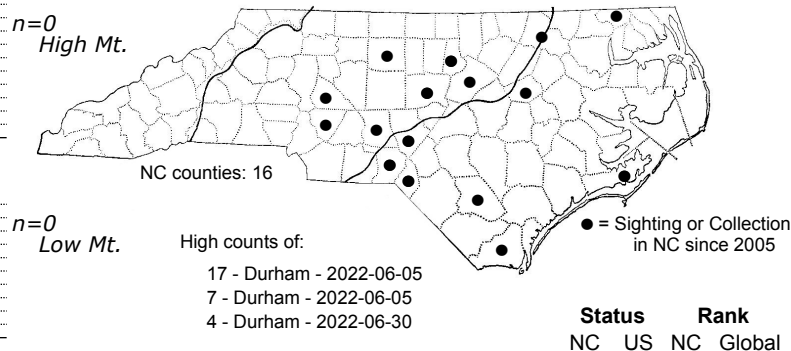 n=0
High Mt.
NC counties: 16
n=0
Low Mt.
High counts of:
17 - Durham - 2022-06-05
7 - Durham - 2022-06-05
4 - Durham - 2022-06-30
= Sighting or Collection
in NC since 2005
Status Rank
NC US NC Global